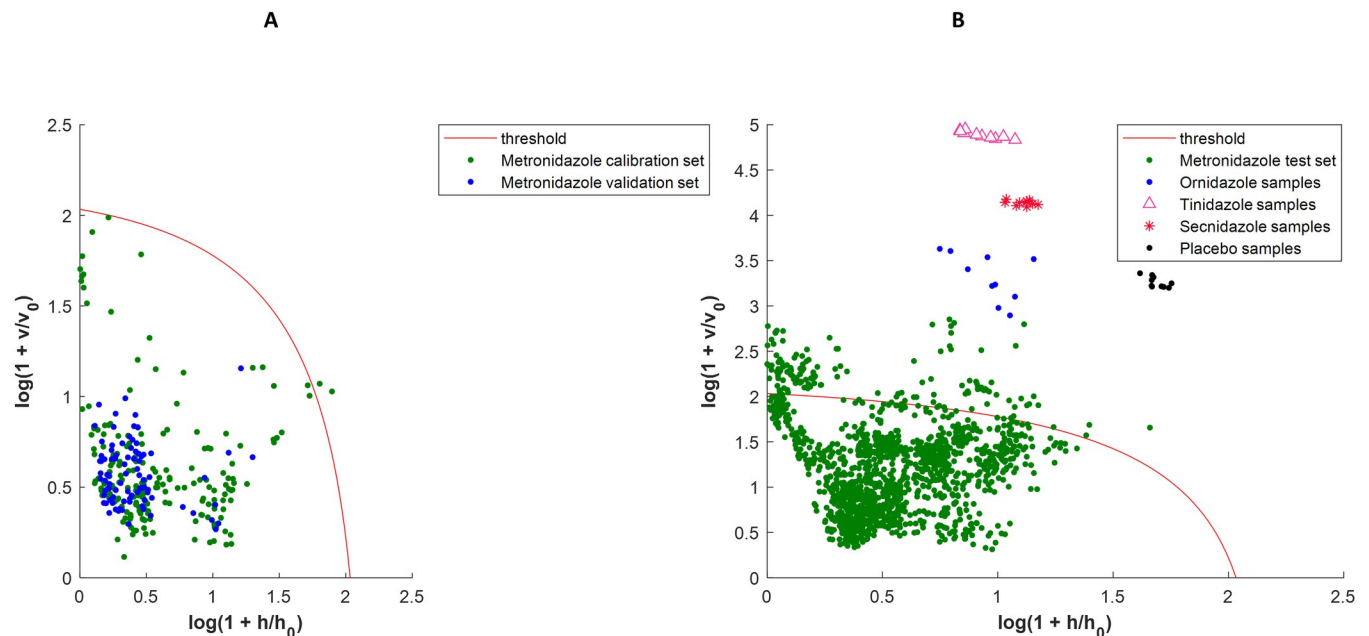 A
2.5
2
1.5
1
0.5
0
0
0.5
1
1.5
2
2.5
log(1 + v/v0)
log(1 + h/h0)
threshold
Metronidazole calibration set
Metronidazole validation set
B
5
4.5
4
3.5
3
2.5
2
1.5
1
0.5
0
0
0.5
1
1.5
2
2.5
log(1 + v/v0)
log(1 + h/h0)
threshold
Metronidazole test set
Ornidazole samples
Tinidazole samples
Secnidazole samples
Placebo samples